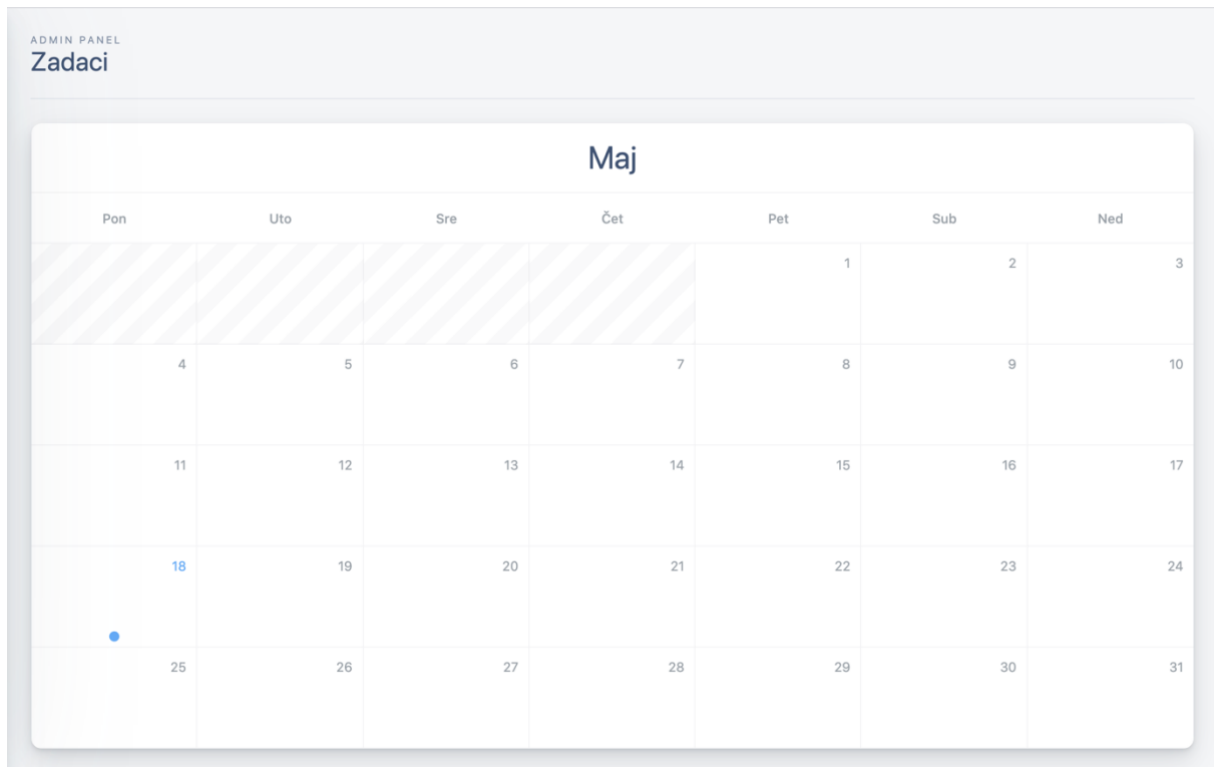 ADMIN PANEL
Zadaci
Maj
Pon Uto Sre Čet Pet Sub Ned
1 2 3
4 5 6 7 8 9 10
11 12 13 14 15 16 17
18 19 20 21 22 23 24
25 26 27 28 29 30 31